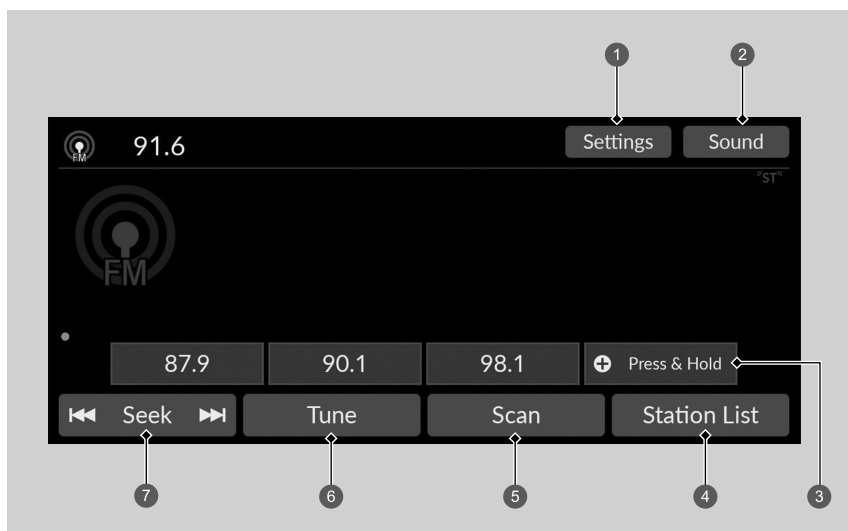 1
2
FM
91.6
Settings
Sound
ST
FM
87.9
90.1
98.1
Press & Hold
Seek
Tune
Scan
Station List
3
7
6
5
4